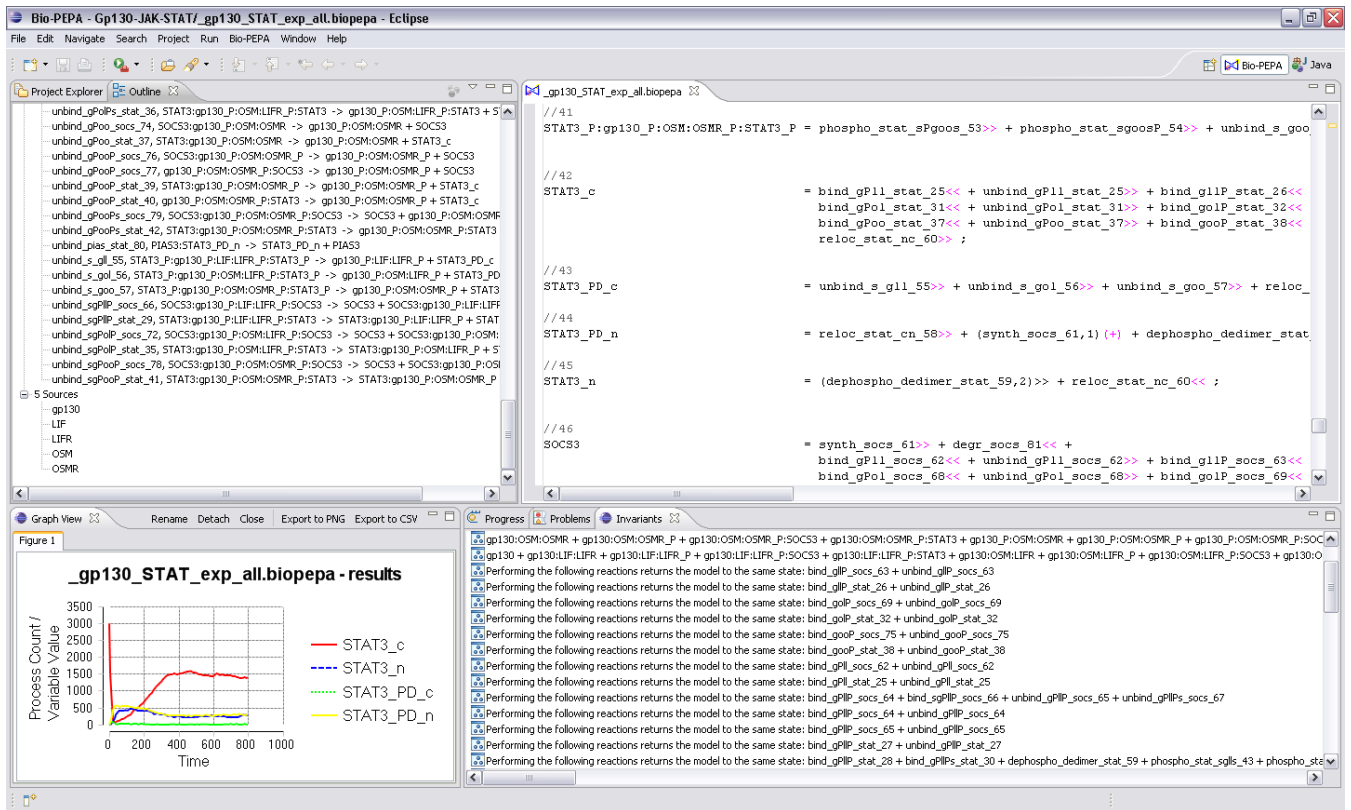 Bio-PEPA - Gp130-JAK-STAT/_gp130_STAT_exp_all.biopepa - Eclipse
File Edit Navigate Search Project Run Bio-PEPA Window Help
Bio-PEPA Java
Project Explorer Outline
unbind_gPolPs_stat_36, STAT3:gp130_P:OSM:LIFR_P:STAT3 -> gp130_P:OSM:LIFR_P:STAT3 + S
unbind_gPoo_socs_74, SOCS3:gp130_P:OSM:OSMR -> gp130_P:OSM:OSMR + SOCS3
unbind_gPoo_stat_37, STAT3:gp130_P:OSM:OSMR -> gp130_P:OSM:OSMR + STAT3_c
unbind_gPooP_socs_76, SOCS3:gp130_P:OSM:OSMR_P -> gp130_P:OSM:OSMR_P + SOCS3
unbind_gPooP_socs_77, gp130_P:OSM:OSMR_P:SOCS3 -> gp130_P:OSM:OSMR_P + SOCS3
unbind_gPooP_stat_39, STAT3:gp130_P:OSM:OSMR_P -> gp130_P:OSM:OSMR_P + STAT3_c
unbind_gPooP_stat_40, gp130_P:OSM:OSMR_P:STAT3 -> gp130_P:OSM:OSMR_P + STAT3_c
unbind_gPooPs_socs_79, SOCS3:gp130_P:OSM:OSMR_P:SOCS3 -> SOCS3 + gp130_P:OSM:OSMR
unbind_gPooPs_stat_42, STAT3:gp130_P:OSM:OSMR_P:STAT3 -> gp130_P:OSM:OSMR_P:STAT3
unbind_pias_stat_80, PIAS3:STAT3_PD_n -> STAT3_PD_n + PIAS3
unbind_s_gll_55, STAT3_P:gp130_P:LIF:LIFR_P:STAT3_P -> gp130_P:LIF:LIFR_P + STAT3_PD_c
unbind_s_gol_56, STAT3_P:gp130_P:OSM:LIFR_P:STAT3_P -> gp130_P:OSM:LIFR_P + STAT3_PD
unbind_s_goo_57, STAT3_P:gp130_P:OSM:OSMR_P:STAT3_P -> gp130_P:OSM:OSMR_P + STAT3
unbind_sgPllP_socs_66, SOCS3:gp130_P:LIF:LIFR_P:SOCS3 -> SOCS3 + SOCS3:gp130_P:LIF:LIFF
unbind_sgPllP_stat_29, STAT3:gp130_P:LIF:LIFR_P:STAT3 -> STAT3:gp130_P:LIF:LIFR_P + STAT
unbind_sgPolP_socs_72, SOCS3:gp130_P:OSM:LIFR_P:SOCS3 -> SOCS3 + SOCS3:gp130_P:OSM:
unbind_sgPolP_stat_35, STAT3:gp130_P:OSM:LIFR_P:STAT3 -> STAT3:gp130_P:OSM:LIFR_P + S
unbind_sgPooP_socs_78, SOCS3:gp130_P:OSM:OSMR_P:SOCS3 -> SOCS3 + SOCS3:gp130_P:OSI
unbind_sgPooP_stat_41, STAT3:gp130_P:OSM:OSMR_P:STAT3 -> STAT3:gp130_P:OSM:OSMR_P
5 Sources
gp130
LIF
LIFR
OSM
OSMR
_gp130_STAT_exp_all.biopepa
//41
STAT3_P:gp130_P:OSM:OSMR_P:STAT3_P = phospho_stat_sPgoos_53>> + phospho_stat_sgoosP_54>> + unbind_s_goo_
//42
STAT3_c = bind_gPll_stat_25<< + unbind_gPll_stat_25>> + bind_gllP_stat_26<<
bind_gPol_stat_31<< + unbind_gPol_stat_31>> + bind_golP_stat_32<<
bind_gPoo_stat_37<< + unbind_gPoo_stat_37>> + bind_gooP_stat_38<<
reloc_stat_nc_60>> ;
//43
STAT3_PD_c = unbind_s_gll_55>> + unbind_s_gol_56>> + unbind_s_goo_57>> + reloc_
//44
STAT3_PD_n = reloc_stat_cn_58>> + (synth_socs_61,1)(+) + dephospho_dedimer_stat_
//45
STAT3_n = (dephospho_dedimer_stat_59,2)>> + reloc_stat_nc_60<< ;
//46
SOCS3 = synth_socs_61>> + degr_socs_81<< +
bind_gPll_socs_62<< + unbind_gPll_socs_62>> + bind_gllP_socs_63<<
bind_gPol_socs_68<< + unbind_gPol_socs_68>> + bind_golP_socs_69<<
Graph View Rename Detach Close Export to PNG Export to CSV
Figure 1
_gp130_STAT_exp_all.biopepa - results
Process Count /
Variable Value
3500
3000
2500
2000
1500
1000
500
0
0 200 400 600 800 1000
Time
STAT3_c
STAT3_n
STAT3_PD_c
STAT3_PD_n
Progress Problems Invariants
gp130:OSM:OSMR + gp130:OSM:OSMR_P + gp130:OSM:OSMR_P:SOCS3 + gp130:OSM:OSMR_P:STAT3 + gp130_P:OSM:OSMR + gp130_P:OSM:OSMR_P + gp130_P:OSM:OSMR_P:SOC
gp130 + gp130:LIF:LIFR + gp130:LIF:LIFR_P + gp130:LIF:LIFR_P:SOCS3 + gp130:LIF:LIFR_P:STAT3 + gp130:OSM:LIFR + gp130:OSM:LIFR_P + gp130:OSM:LIFR_P:SOCS3 + gp130:O
Performing the following reactions returns the model to the same state: bind_gllP_socs_63 + unbind_gllP_socs_63
Performing the following reactions returns the model to the same state: bind_gllP_stat_26 + unbind_gllP_stat_26
Performing the following reactions returns the model to the same state: bind_golP_socs_69 + unbind_golP_socs_69
Performing the following reactions returns the model to the same state: bind_golP_stat_32 + unbind_golP_stat_32
Performing the following reactions returns the model to the same state: bind_gooP_socs_75 + unbind_gooP_socs_75
Performing the following reactions returns the model to the same state: bind_gooP_stat_38 + unbind_gooP_stat_38
Performing the following reactions returns the model to the same state: bind_gPll_socs_62 + unbind_gPll_socs_62
Performing the following reactions returns the model to the same state: bind_gPll_stat_25 + unbind_gPll_stat_25
Performing the following reactions returns the model to the same state: bind_gPllP_socs_64 + bind_sgPllP_socs_66 + unbind_gPllP_socs_65 + unbind_gPllPs_socs_67
Performing the following reactions returns the model to the same state: bind_gPllP_socs_64 + unbind_gPllP_socs_64
Performing the following reactions returns the model to the same state: bind_gPllP_socs_65 + unbind_gPllP_socs_65
Performing the following reactions returns the model to the same state: bind_gPllP_stat_27 + unbind_gPllP_stat_27
Performing the following reactions returns the model to the same state: bind_gPllP_stat_28 + bind_gPllPs_stat_30 + dephospho_dedimer_stat_59 + phospho_stat_sglls_43 + phospho_sta